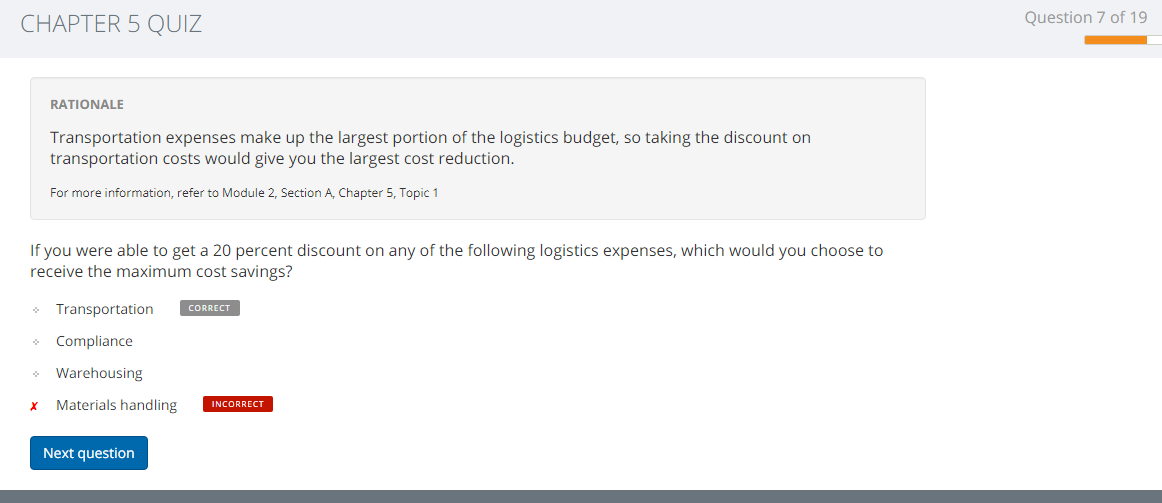 CHAPTER 5 QUIZ
Question 7 of 19
RATIONALE
Transportation expenses make up the largest portion of the logistics budget, so taking the discount on
transportation costs would give you the largest cost reduction.
For more information, refer to Module 2, Section A, Chapter 5, Topic 1
If you were able to get a 20 percent discount on any of the following logistics expenses, which would you choose to
receive the maximum cost savings?
Transportation CORRECT
Compliance
Warehousing
✗ Materials handling INCORRECT
Next question